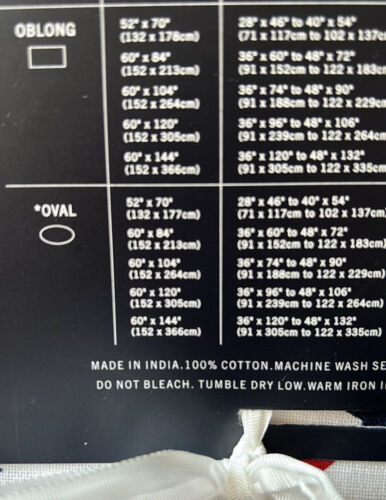 OBLONG
52" x 70" 28" x 46" to 40" x 54"
(132 x 178cm) (71 x 117cm to 102 x 137cm
60" x 84" 36" x 60" to 48" x 72"
(152 x 213cm) (91 x 152cm to 122 x 183cm
60" x 104" 36" x 74" to 48" x 90"
(152 x 264cm) (91 x 188cm to 122 x 229cm
60" x 120" 36" x 96" to 48" x 106"
(152 x 305cm) (91 x 239cm to 122 x 264cm
60" x 144" 36" x 120" to 48" x 132"
(152 x 366cm) (91 x 305cm to 122 x 335cm
*OVAL
52" x 70" 28" x 46" to 40" x 54"
(132 x 177cm) (71 x 117cm to 102 x 137cm)
60" x 84" 36" x 60" to 48" x 72"
(152 x 213cm) (91 x 152cm to 122 x 183cm)
60" x 104" 36" x 74" to 48" x 90"
(152 x 264cm) (91 x 188cm to 122 x 229cm)
60" x 120" 36" x 96" to 48" x 106"
(152 x 305cm) (91 x 239cm to 122 x 264cm)
60" x 144" 36" x 120" to 48" x 132"
(152 x 366cm) (91 x 305cm to 122 x 335cm)
MADE IN INDIA.100% COTTON.MACHINE WASH SE
DO NOT BLEACH. TUMBLE DRY LOW.WARM IRON